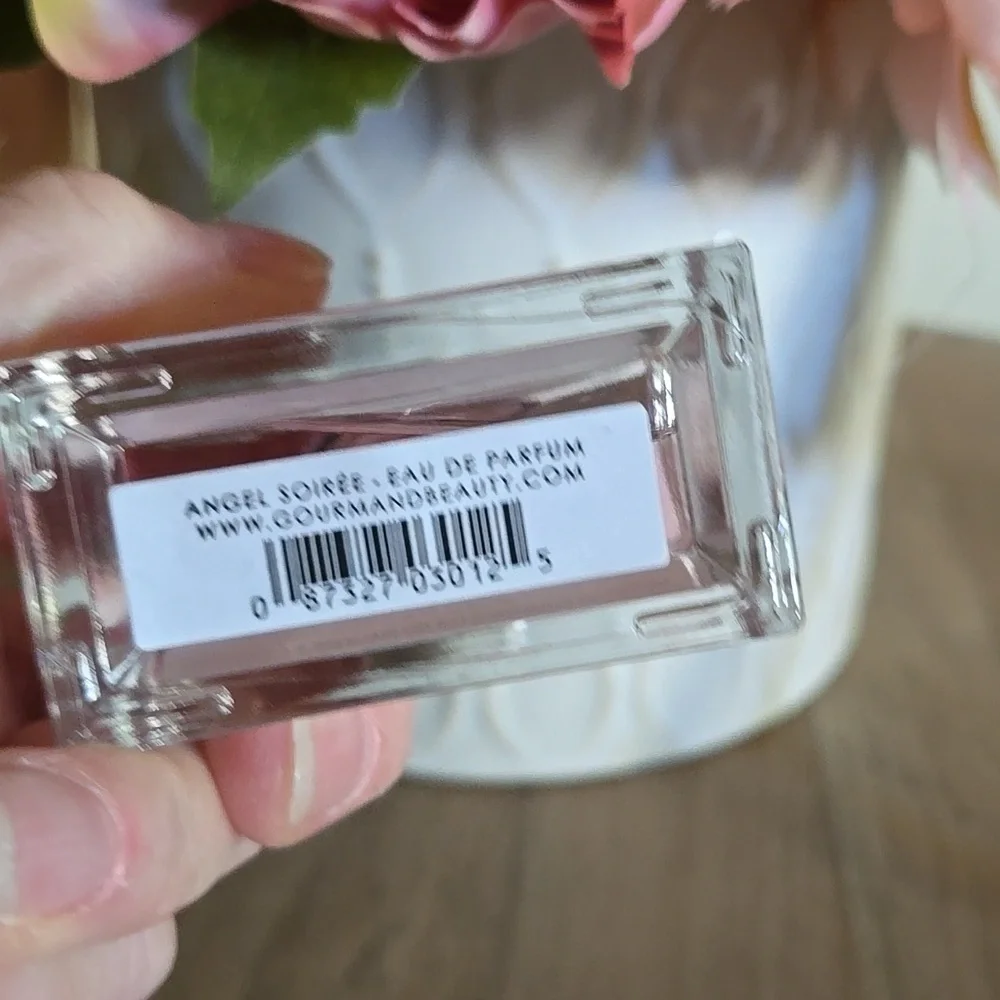 ANGEL SOIRÉE - EAU DE PARFUM
WWW.GOURMANDBEAUTY.COM
0 87327 03012 5